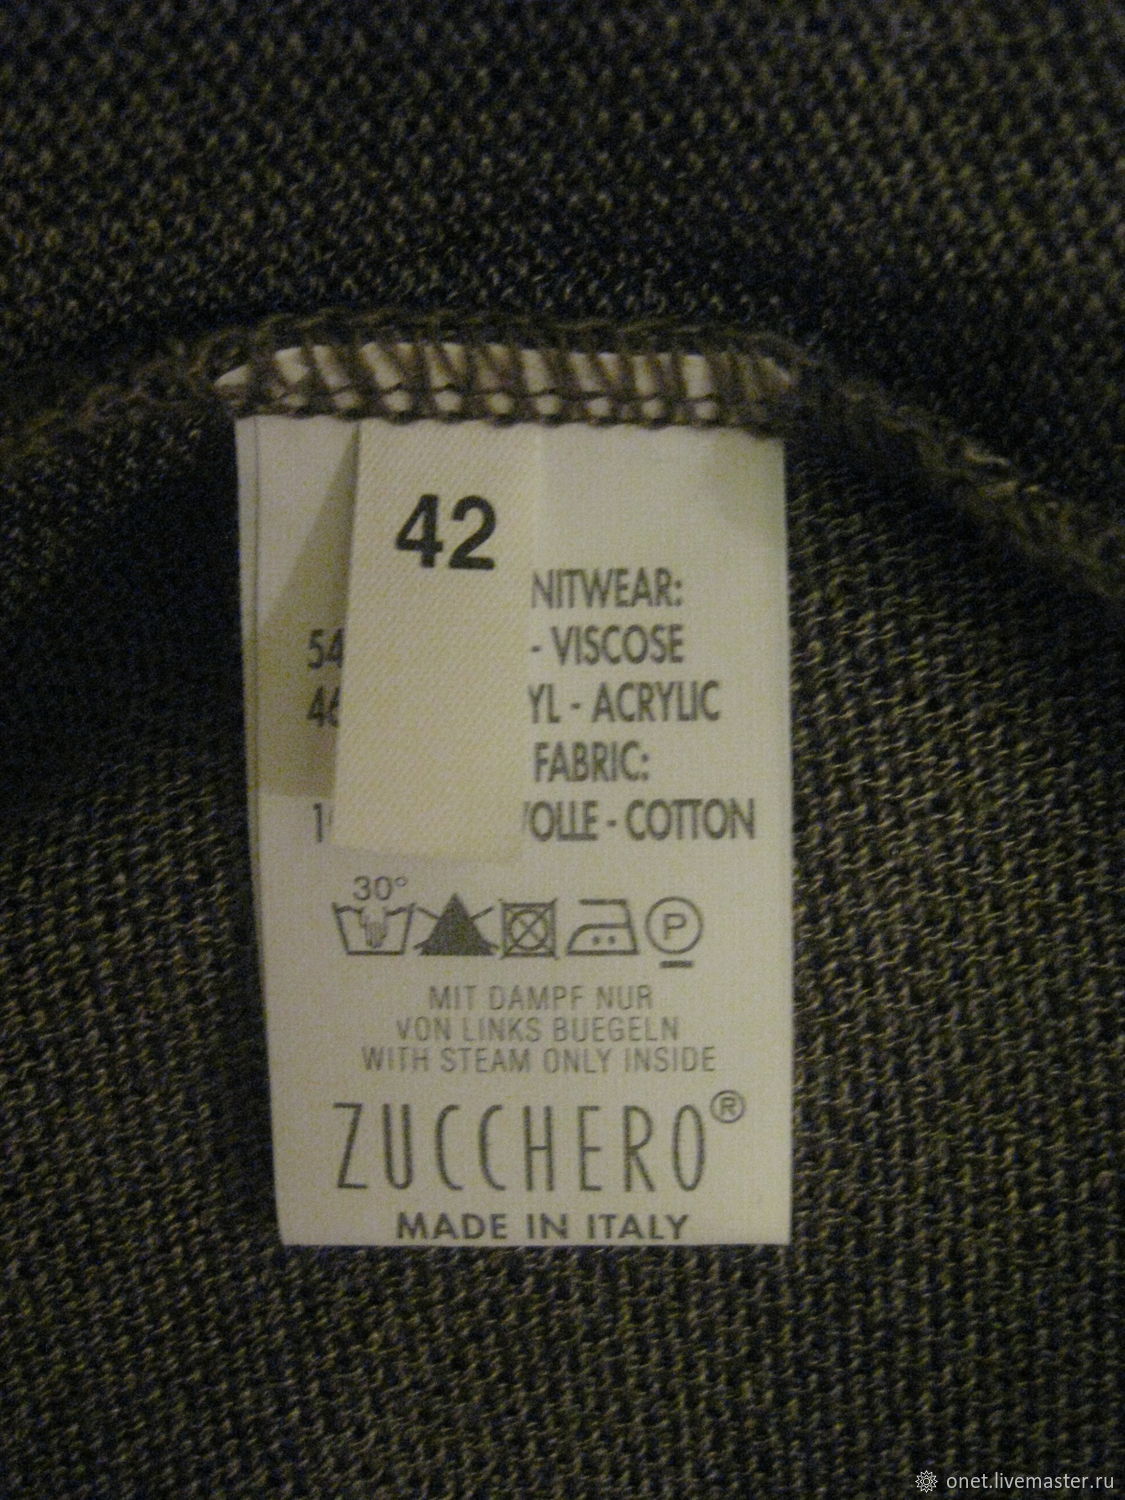 42
NITWEAR:
54 - VISCOSE
46 YL - ACRYLIC
FABRIC:
1 OLLE - COTTON
30°
P
MIT DAMPF NUR
VON LINKS BUEGELN
WITH STEAM ONLY INSIDE
ZUCCHERO®
MADE IN ITALY
onet.livemaster.ru